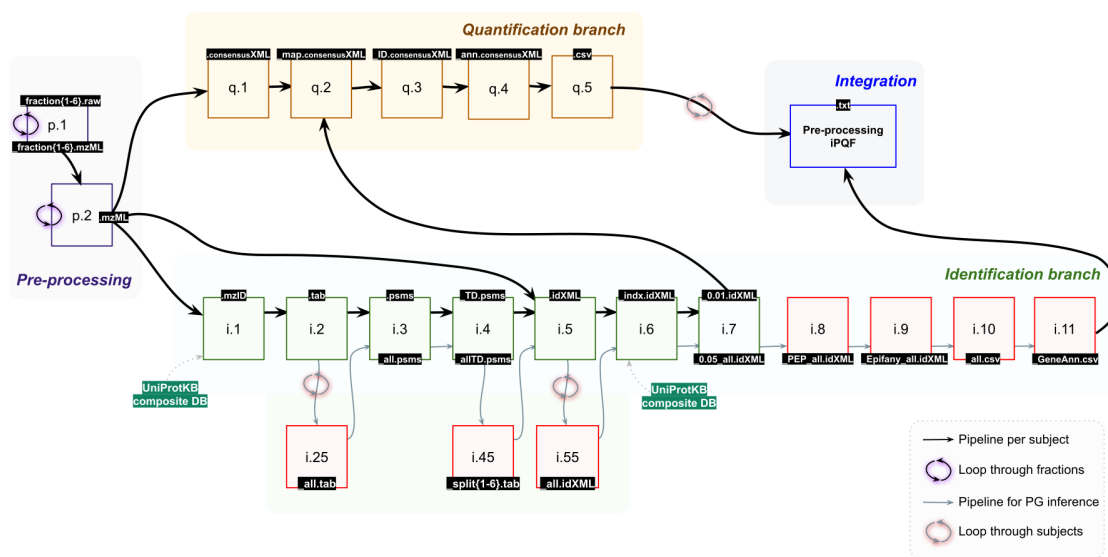 Quantification branch
.consensusXML
_map.consensusXML
_ID.consensusXML
_ann.consensusXML
.csv
q.1
q.2
q.3
q.4
q.5
Integration
.txt
Pre-processing
iPQF
_fraction{1-6}.raw
p.1
_fraction{1-6}.mzML
p.2
.mzML
Pre-processing
Identification branch
.mzID
.tab
.psms
_TD.psms
.idXML
_indx.idXML
_0.01.idXML
i.1
i.2
i.3
i.4
i.5
i.6
i.7
i.8
i.9
i.10
i.11
_all.psms
_allTD.psms
_0.05_all.idXML
_PEP_all.idXML
_Epifany_all.idXML
_all.csv
_GeneAnn.csv
UniProtKB
composite DB
UniProtKB
composite DB
i.25
i.45
i.55
_all.tab
_split{1-6}.tab
_all.idXML
Pipeline per subject
Loop through fractions
Pipeline for PG inference
Loop through subjects